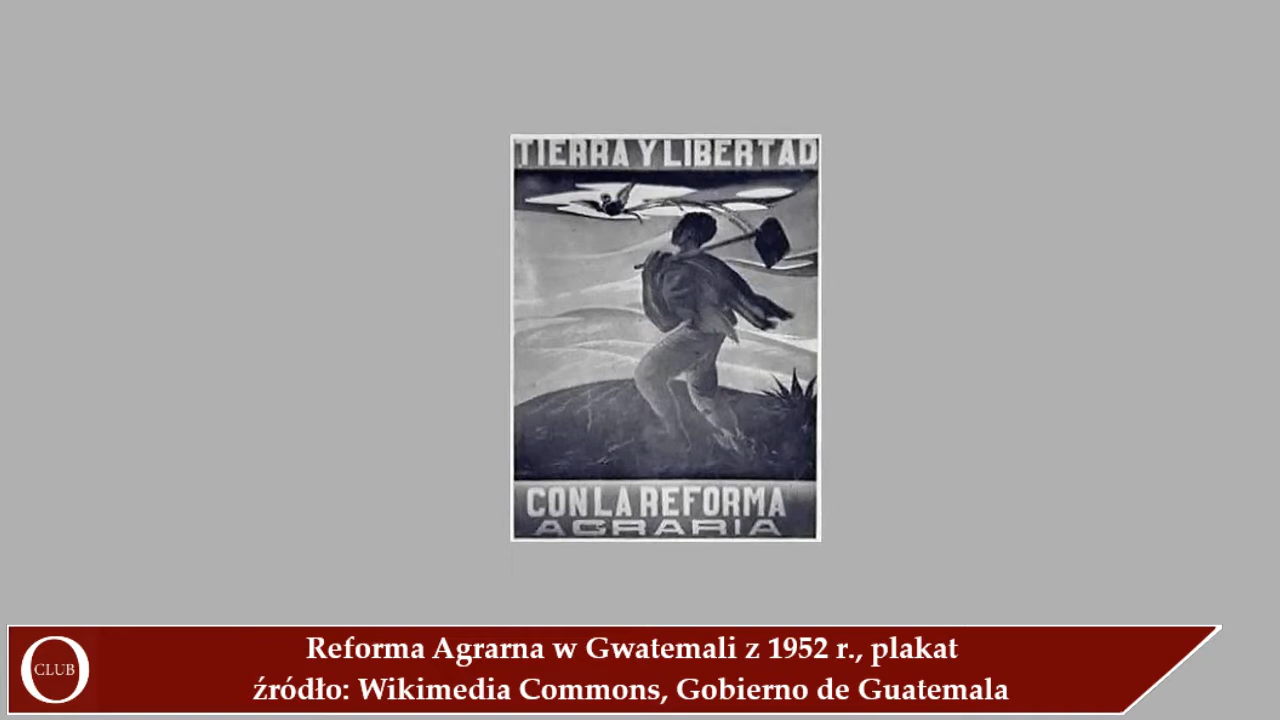 TIERRA Y LIBERTAD
CON LA REFORMA
AGRARIA
CLUB
Reforma Agrarna w Gwatemali z 1952 r., plakat
źródło: Wikimedia Commons, Gobierno de Guatemala